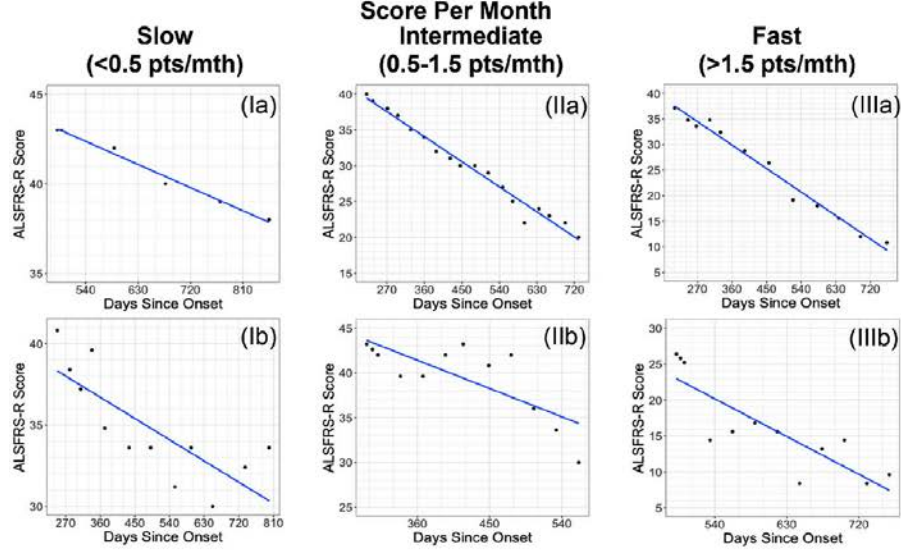 Score Per Month
Slow
(<0.5 pts/mth)
Intermediate
(0.5-1.5 pts/mth)
Fast
(>1.5 pts/mth)
(Ia)
ALSFRS-R Score
45
40
35
540 630 720 810
Days Since Onset
(IIa)
ALSFRS-R Score
40
35
30
25
20
15
270 360 450 540 630 720
Days Since Onset
(IIIa)
ALSFRS-R Score
40
35
30
25
20
15
10
5
270 360 450 540 630 720
Days Since Onset
(Ib)
ALSFRS-R Score
40
35
30
270 360 450 540 630 720 810
Days Since Onset
(IIb)
ALSFRS-R Score
45
40
35
30
25
360 450 540
Days Since Onset
(IIIb)
ALSFRS-R Score
30
25
20
15
10
5
540 630 720
Days Since Onset